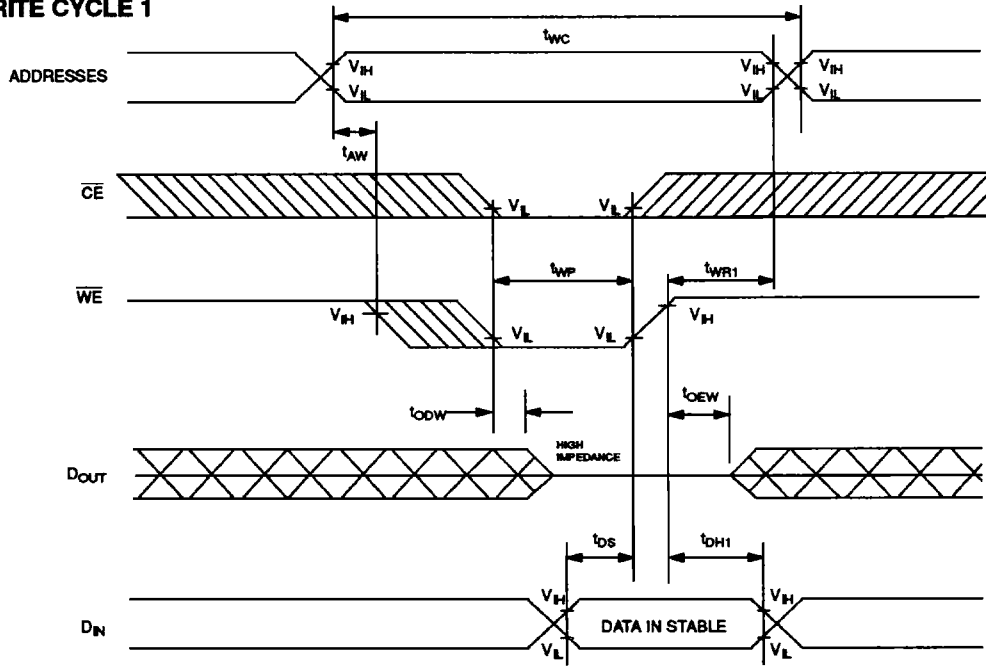 RITE CYCLE 1
tWC
ADDRESSES
VIH
VIL
VIH
VIL
VIH
VIL
tAW
CE
VIL
VIL
tWP
tWR1
WE
VIH
VIL
VIL
VIH
tODW
tOEW
HIGH
IMPEDANCE
DOUT
tDS
tDH1
DIN
VIH
VIL
DATA IN STABLE
VIH
VIL